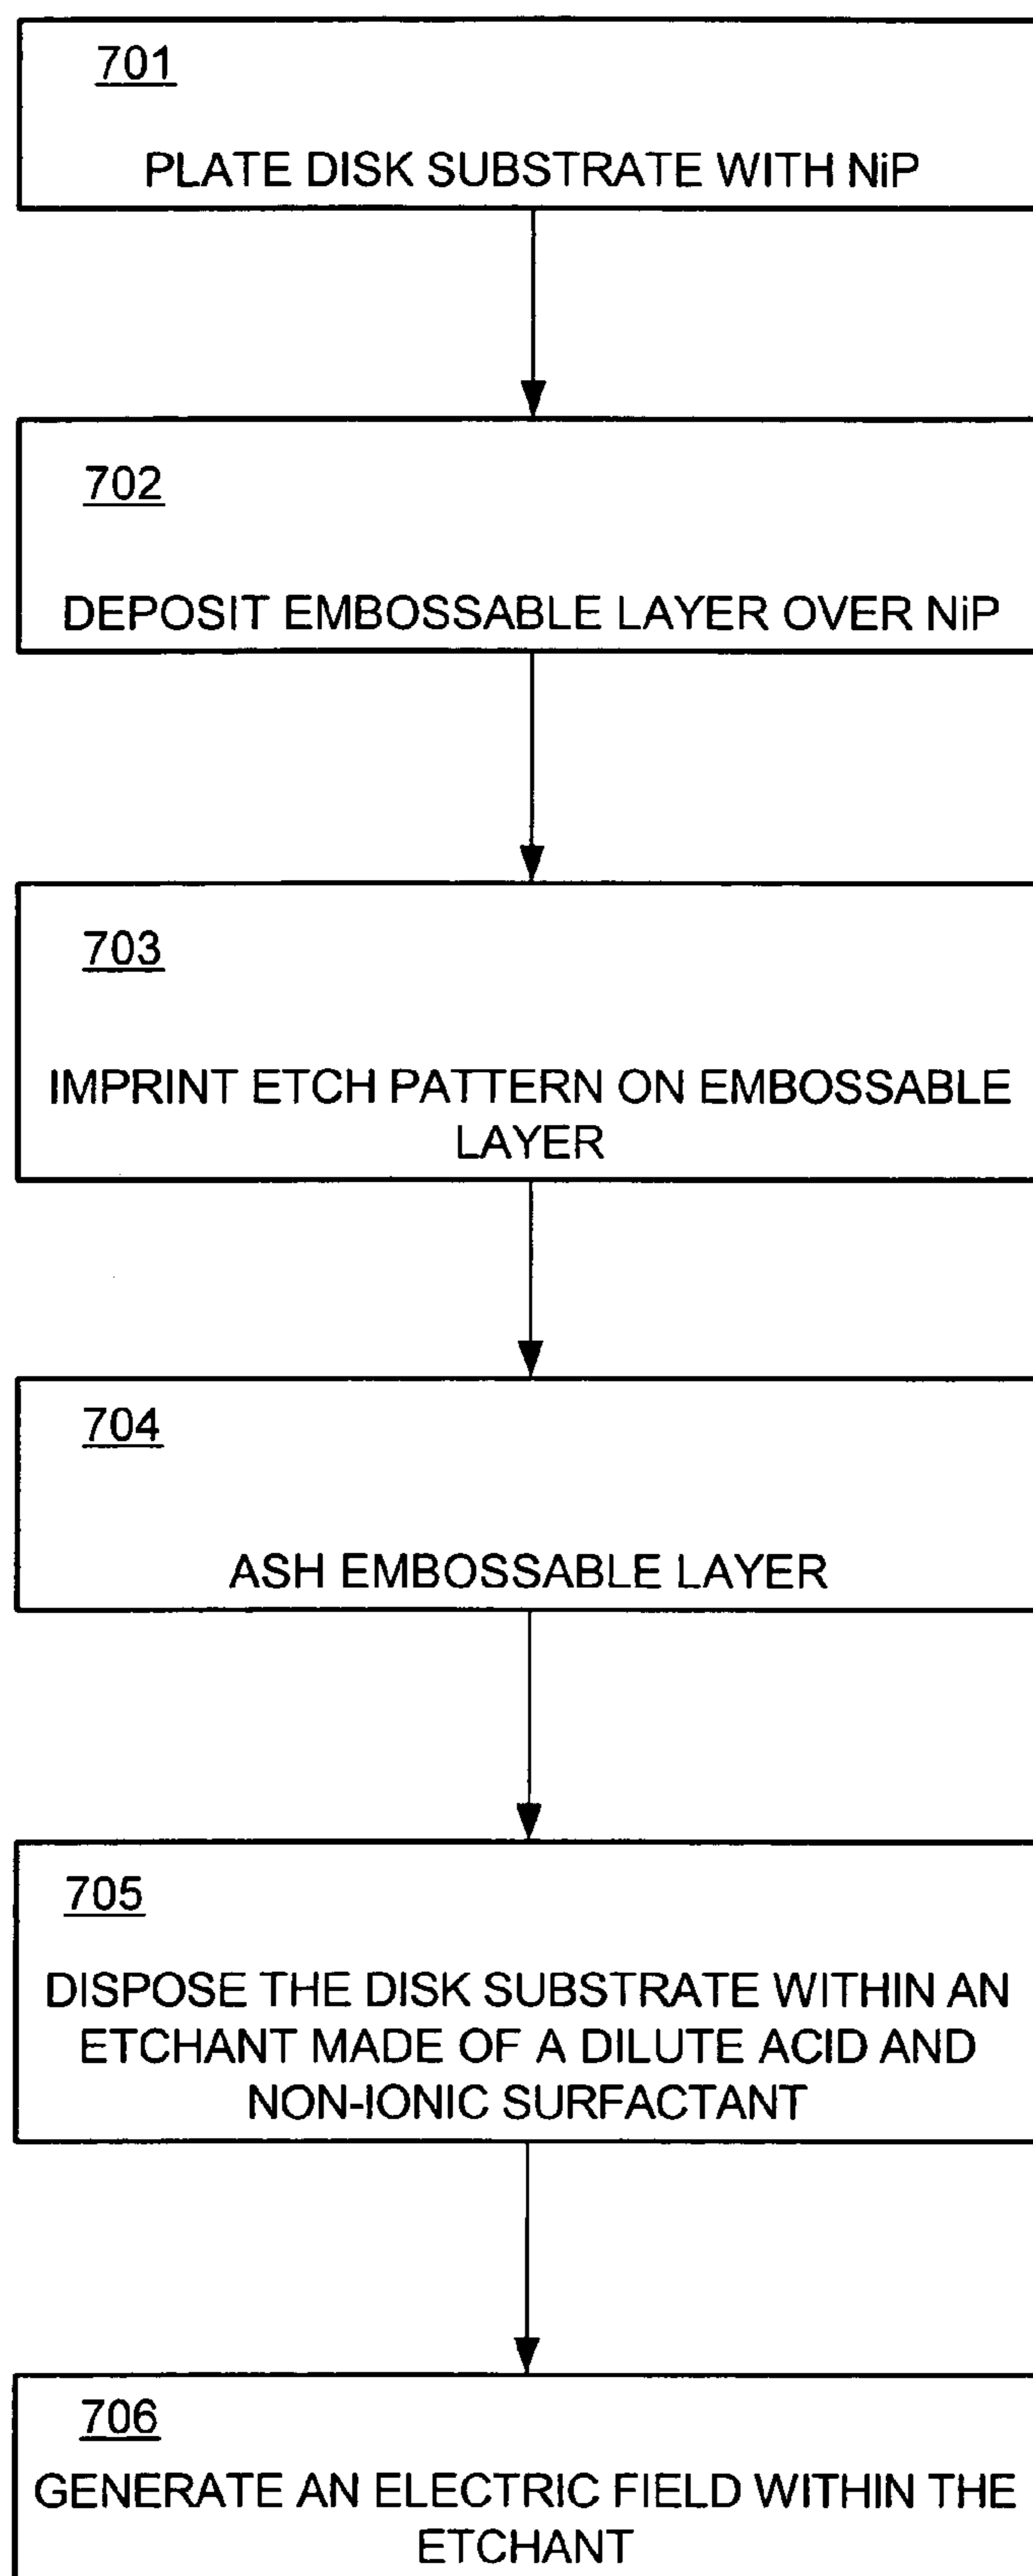 701
PLATE DISK SUBSTRATE WITH NiP
702
DEPOSIT EMBOSSABLE LAYER OVER NiP
703
IMPRINT ETCH PATTERN ON EMBOSSABLE
LAYER
704
ASH EMBOSSABLE LAYER
705
DISPOSE THE DISK SUBSTRATE WITHIN AN
ETCHANT MADE OF A DILUTE ACID AND
NON-IONIC SURFACTANT
706
GENERATE AN ELECTRIC FIELD WITHIN THE
ETCHANT